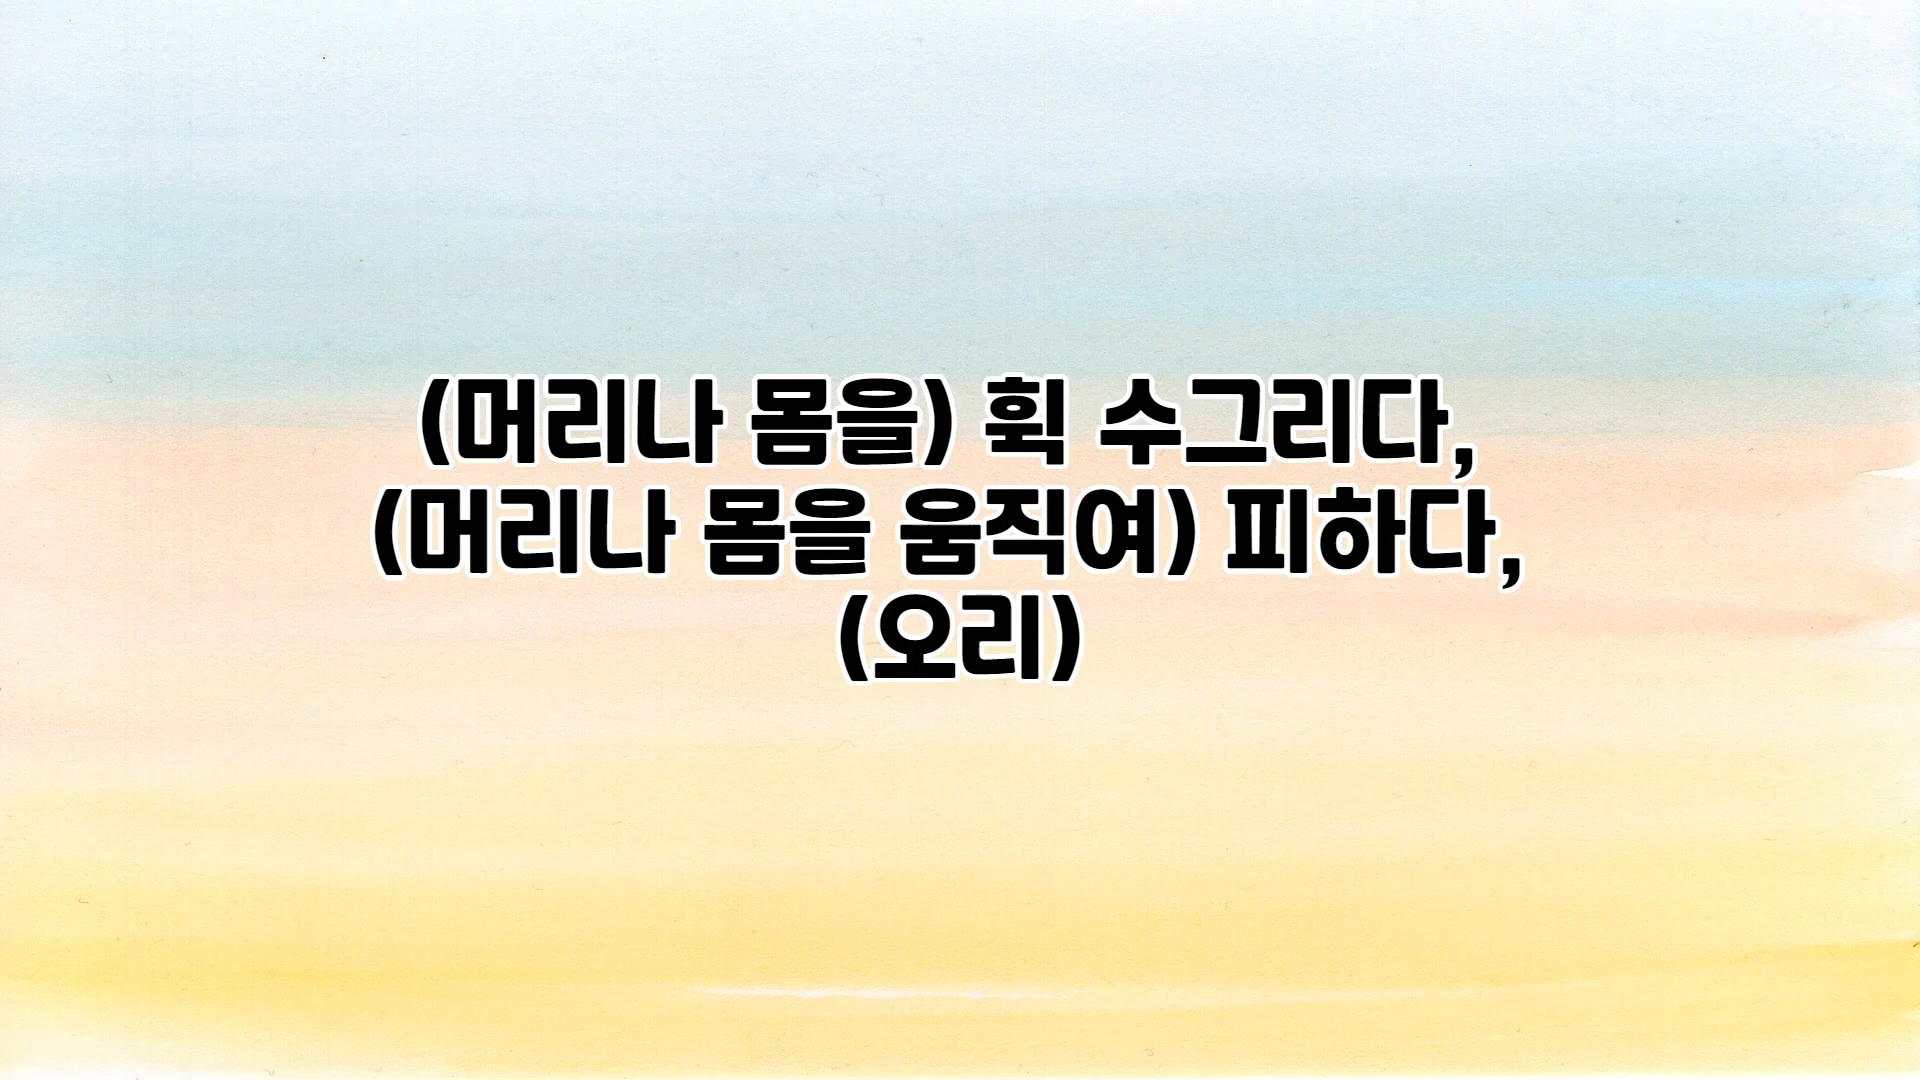 (머리나 몸을) 휙 수그리다,
(머리나 몸을 움직여) 피하다,
(오리)